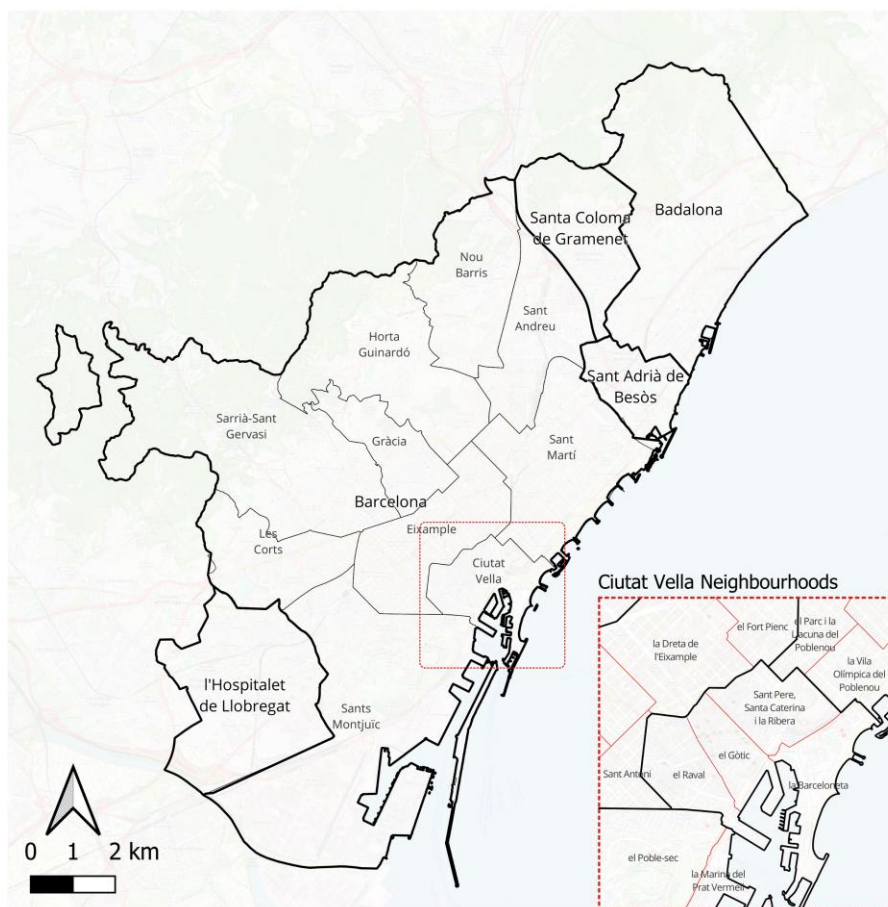 Santa Coloma
de Gramenet
Badalona
Nou
Barris
Sant
Andreu
Horta
Guinardó
Sant Adrià de
Besòs
Sarrià-Sant
Gervasi
Gràcia
Sant
Martí
Barcelona
Eixample
Les
Corts
Ciutat
Vella
l'Hospitalet
de Llobregat
Sants
Montjuïc
0 1 2 km
Ciutat Vella Neighbourhoods
el Fort Pienc
el Parc i la
Llacuna del
Poblenou
la Dreta de
l'Eixample
la Vila
Olímpica del
Poblenou
Sant Pere,
Santa Caterina
i la Ribera
el Gòtic
Sant Antoni
el Raval
la Barceloneta
el Poble-sec
la Marina del
Prat Vermell